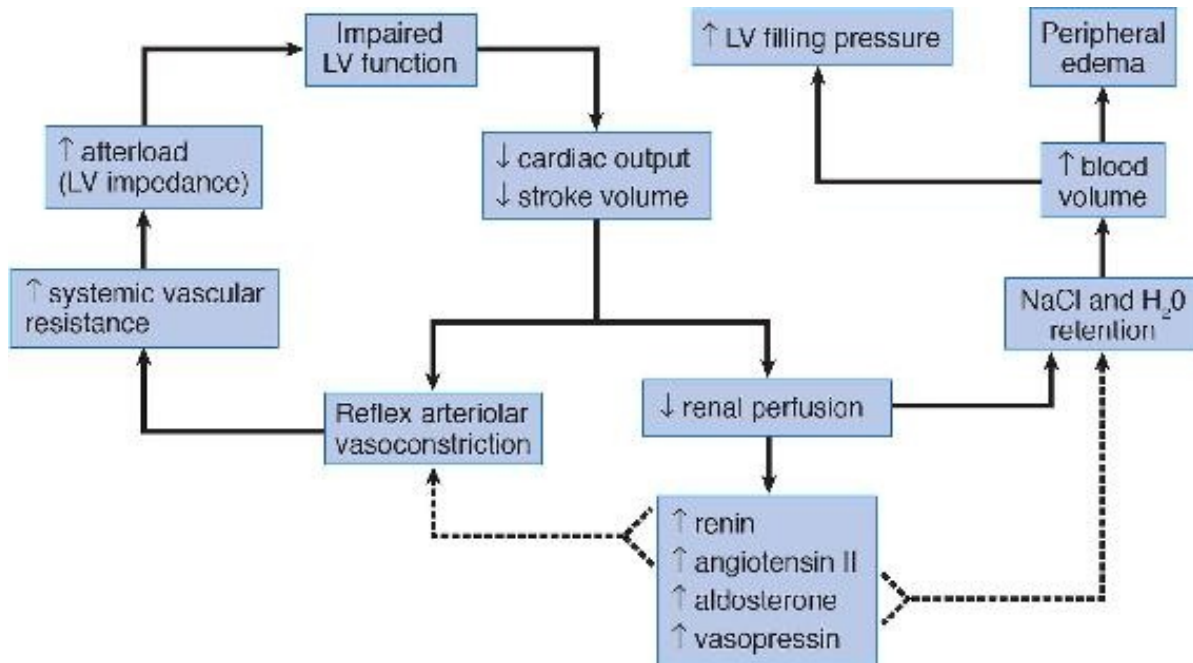 Impaired
LV function
↑ LV filling pressure
Peripheral
edema
↑ afterload
(LV impedance)
↓ cardiac output
↓ stroke volume
↑ blood
volume
↑ systemic vascular
resistance
NaCl and H₂0
retention
Reflex arteriolar
vasoconstriction
↓ renal perfusion
↑ renin
↑ angiotensin II
↑ aldosterone
↑ vasopressin